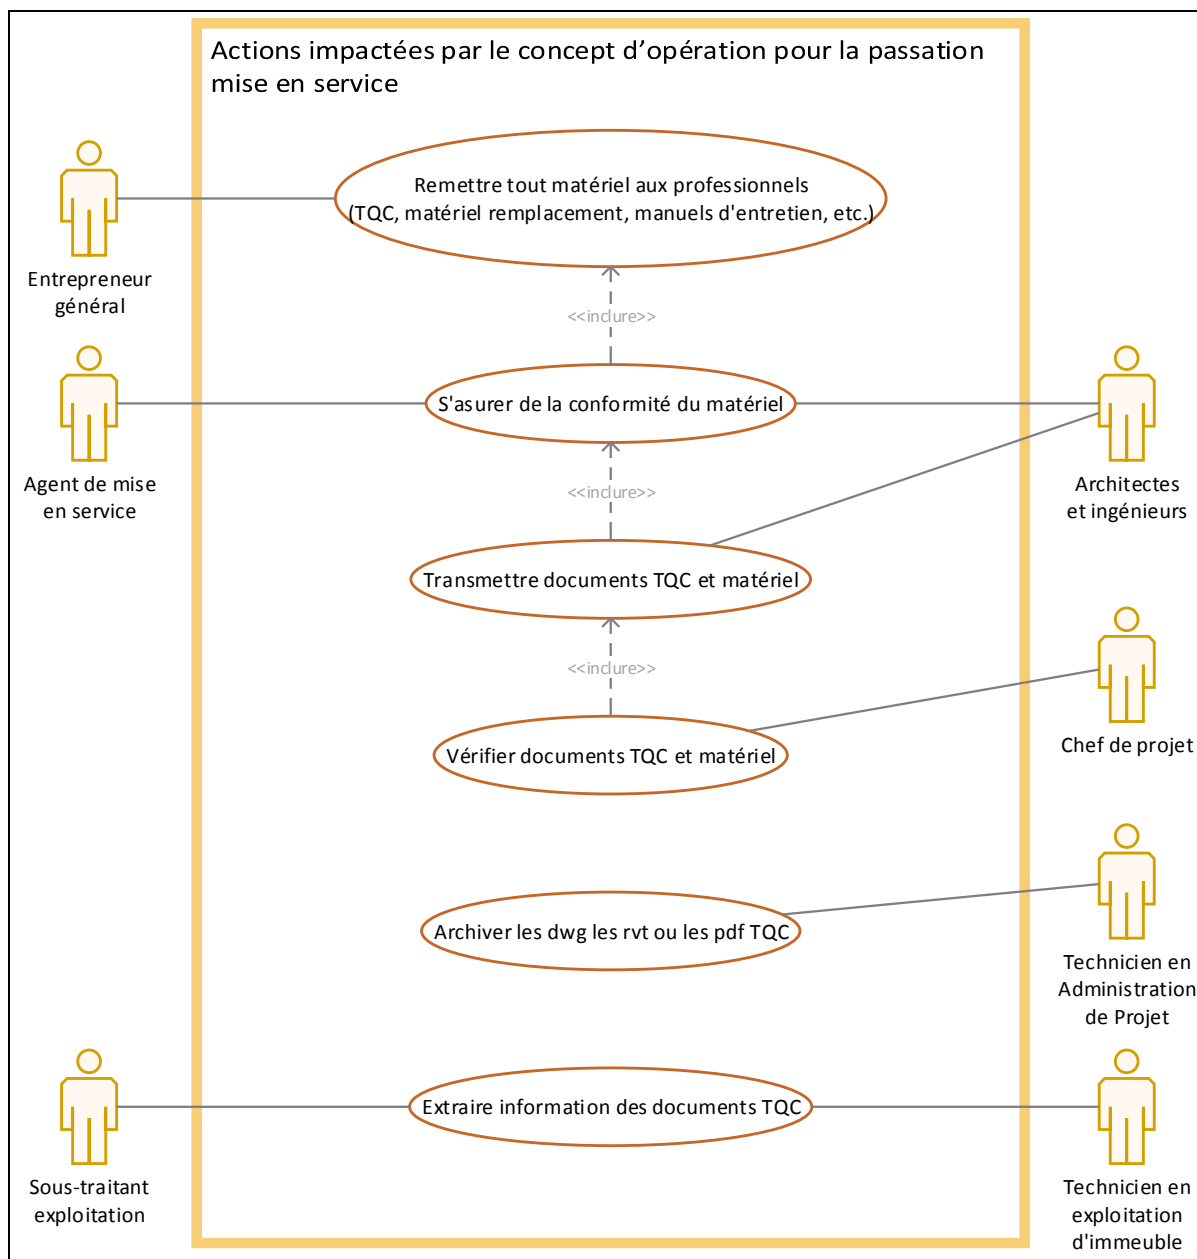 Actions impactées par le concept d'opération pour la passation
mise en service
Remettre tout matériel aux professionnels
(TQC, matériel remplacement, manuels d'entretien, etc.)
Entrepreneur
général
<<inclure>>
S'asurer de la conformité du matériel
Agent de mise
en service
Architectes
et ingénieurs
<<inclure>>
Transmettre documents TQC et matériel
<<inclure>>
Vérifier documents TQC et matériel
Chef de projet
Archiver les dwg les rvt ou les pdf TQC
Technicien en
Administration
de Projet
Extraire information des documents TQC
Sous-traitant
exploitation
Technicien en
exploitation
d'immeuble